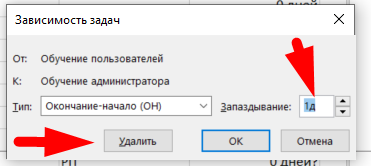 0 дней
Зависимость задач
От: Обучение пользователей
К: Обучение администратора
Тип: Окончание-начало (ОН) Запаздывание: 1д
Удалить ОК Отмена
РП 0 дней?